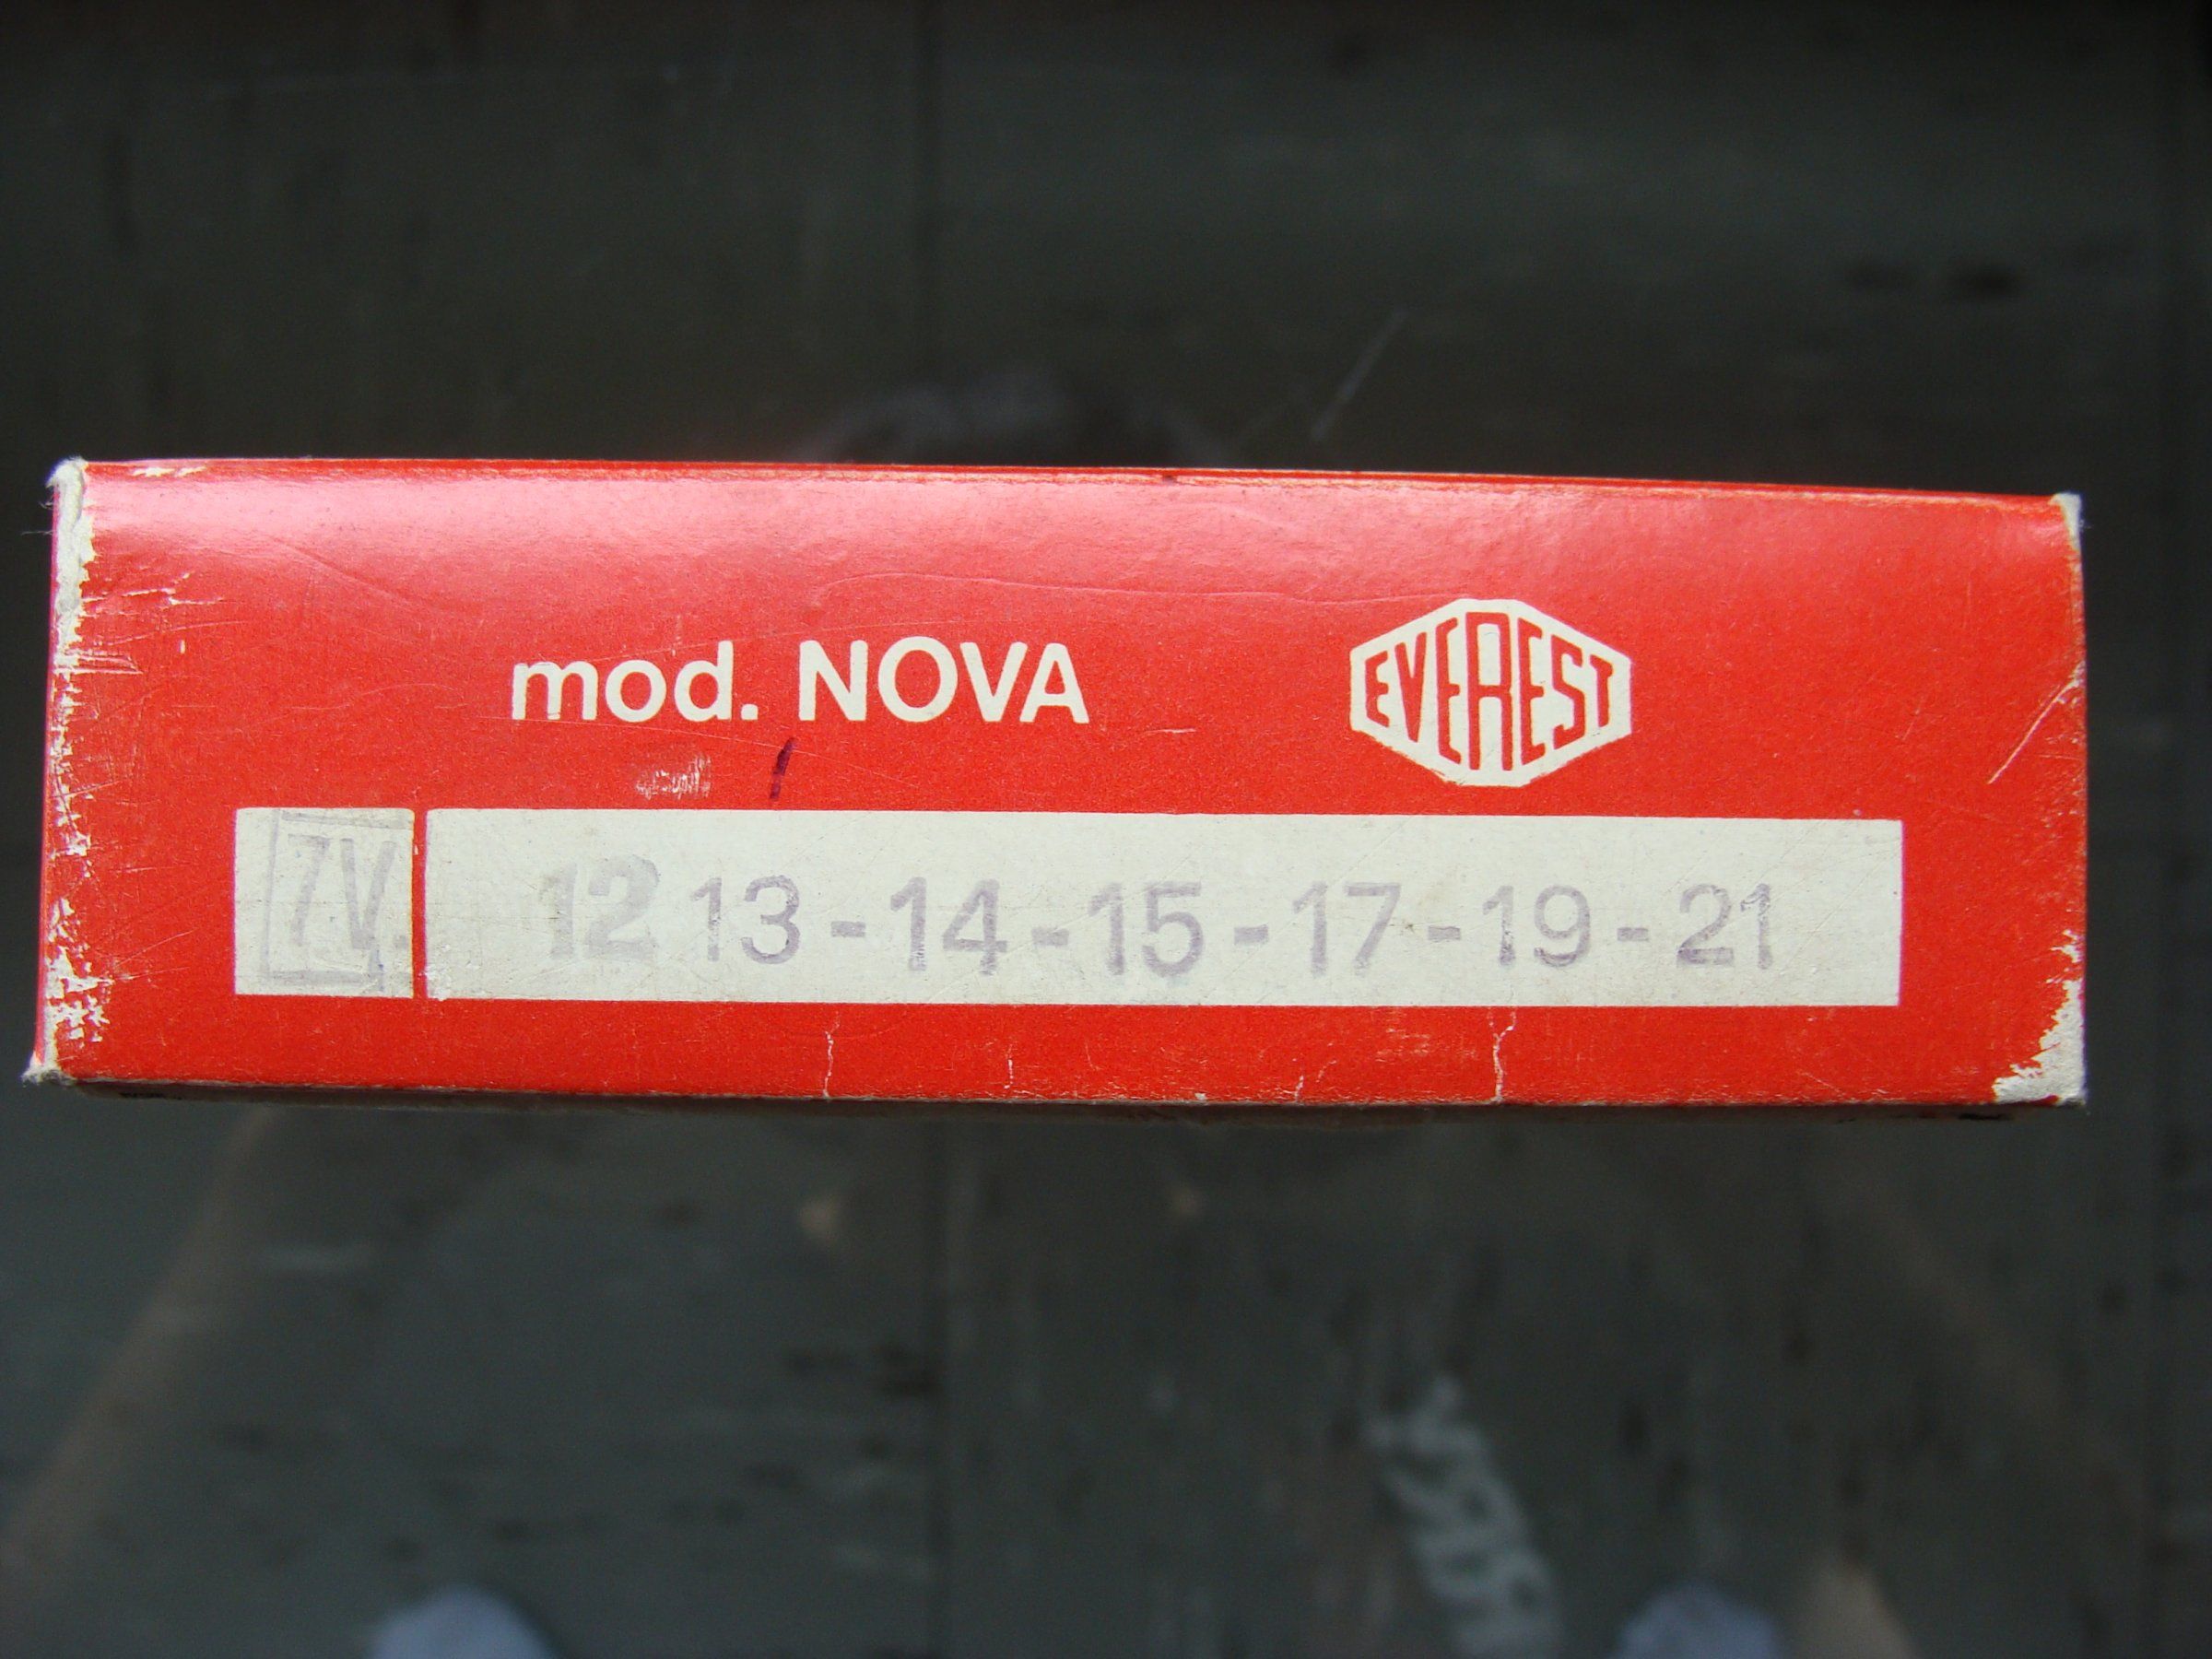 mod. NOVA
EVEREST
7V. 12 13 - 14 - 15 - 17 - 19 - 21